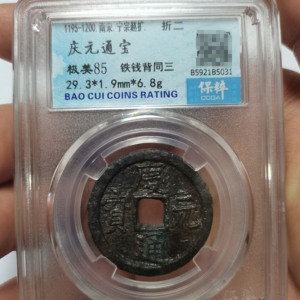 1195-1200 南宋 宁宗赵扩 折二
庆元通宝
极美85 铁钱背同三
29.3*1.9mm*6.8g
BAO CUI COINS RATING
B5921B5031
保粹
CCGA
慶元通寶